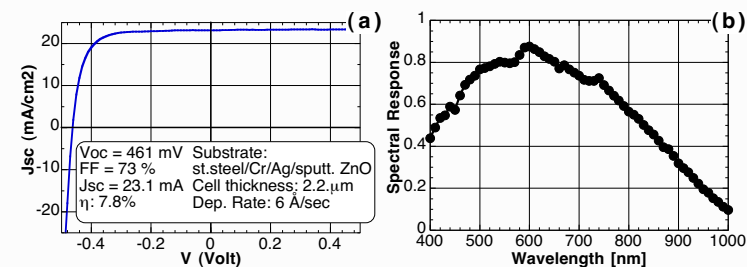 (a)
Jsc (mA/cm2)
20
10
0
-10
-20
Voc = 461 mV Substrate:
FF = 73 % st.steel/Cr/Ag/sputt. ZnO
Jsc = 23.1 mA Cell thickness: 2.2.µm
η: 7.8% Dep. Rate: 6 Å/sec
-0.4 -0.2 0 0.2 0.4
V (Volt)
(b)
Spectral Response
1
0.8
0.6
0.4
0.2
0
400 500 600 700 800 900 1000
Wavelength [nm]